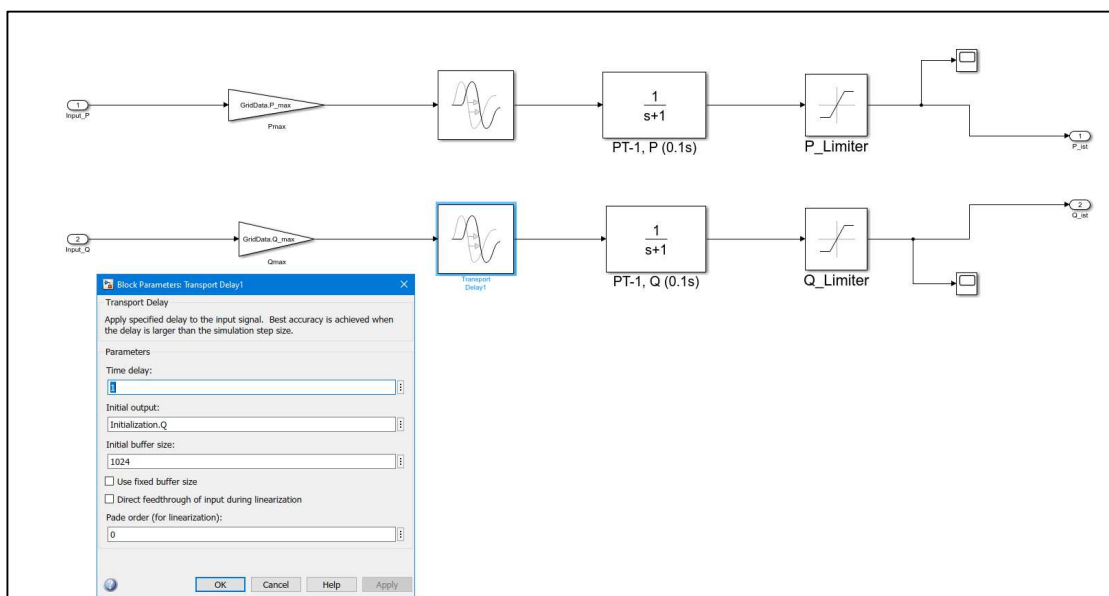 1
Input_P
GridData.P_max
Pmax
1
s+1
PT-1, P (0.1s)
P_Limiter
1
P_ist
2
Input_Q
GridData.Q_max
Qmax
Transport
Delay1
1
s+1
PT-1, Q (0.1s)
Q_Limiter
2
Q_ist
Block Parameters: Transport Delay1
Transport Delay
Apply specified delay to the input signal. Best accuracy is achieved when
the delay is larger than the simulation step size.
Parameters
Time delay:
1
Initial output:
Initialization.Q
Initial buffer size:
1024
Use fixed buffer size
Direct feedthrough of input during linearization
Pade order (for linearization):
0
OK Cancel Help Apply